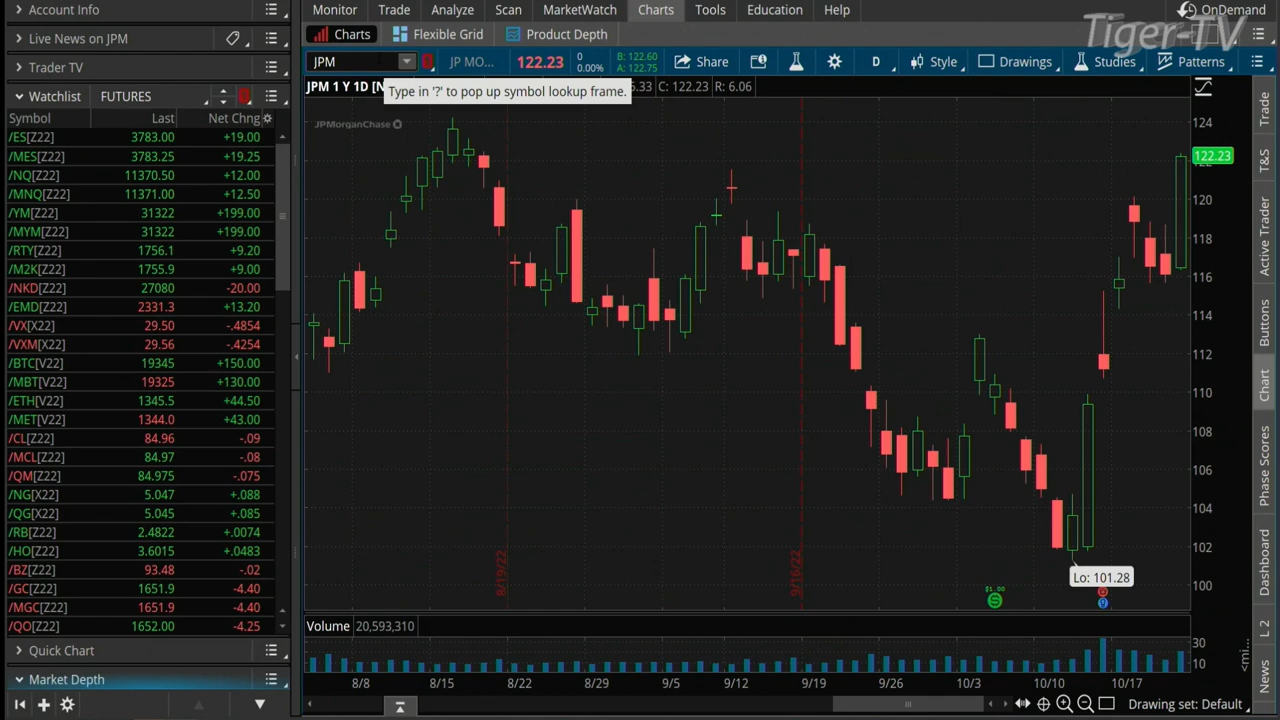 Account Info
Monitor Trade Analyze Scan MarketWatch Charts Tools Education Help OnDemand
Tiger-TV
Live News on JPM
Charts Flexible Grid Product Depth
Trader TV
JPM JP MO... 122.23 0 0.00% B: 122.60 A: 122.75 Share D Style Drawings Studies Patterns
Type in '?' to pop up symbol lookup frame.
JPM 1 Y 1D [N .33 C: 122.23 R: 6.06
Watchlist FUTURES
Symbol Last Net Chng
/ES[Z22] 3783.00 +19.00
/MES[Z22] 3783.25 +19.25
/NQ[Z22] 11370.50 +12.00
/MNQ[Z22] 11371.00 +12.50
/YM[Z22] 31322 +199.00
/MYM[Z22] 31322 +199.00
/RTY[Z22] 1756.1 +9.20
/M2K[Z22] 1755.9 +9.00
/NKD[Z22] 27080 -20.00
/EMD[Z22] 2331.3 +13.20
/VX[X22] 29.50 -.4854
/VXM[X22] 29.56 -.4254
/BTC[V22] 19345 +150.00
/MBT[V22] 19325 +130.00
/ETH[V22] 1345.5 +44.50
/MET[V22] 1344.0 +43.00
/CL[Z22] 84.96 -.09
/MCL[Z22] 84.97 -.08
/QM[Z22] 84.975 -.075
/NG[X22] 5.047 +.088
/QG[X22] 5.045 +.085
/RB[Z22] 2.4822 +.0074
/HO[Z22] 3.6015 +.0483
/BZ[Z22] 93.48 -.02
/GC[Z22] 1651.9 -4.40
/MGC[Z22] 1651.9 -4.40
/QO[Z22] 1652.00 -4.25
Quick Chart
Market Depth
JPMorganChase
124
122.23
120
118
116
114
112
110
108
106
104
102
100
8/19/22
9/16/22
Lo: 101.28
$1.00
Volume 20,593,310
30
10
8/8 8/15 8/22 8/29 9/5 9/12 9/19 9/26 10/3 10/10 10/17
Drawing set: Default
Trade
T&S
Active Trader
Buttons
Chart
Phase Scores
Dashboard
L 2
News
<mi...